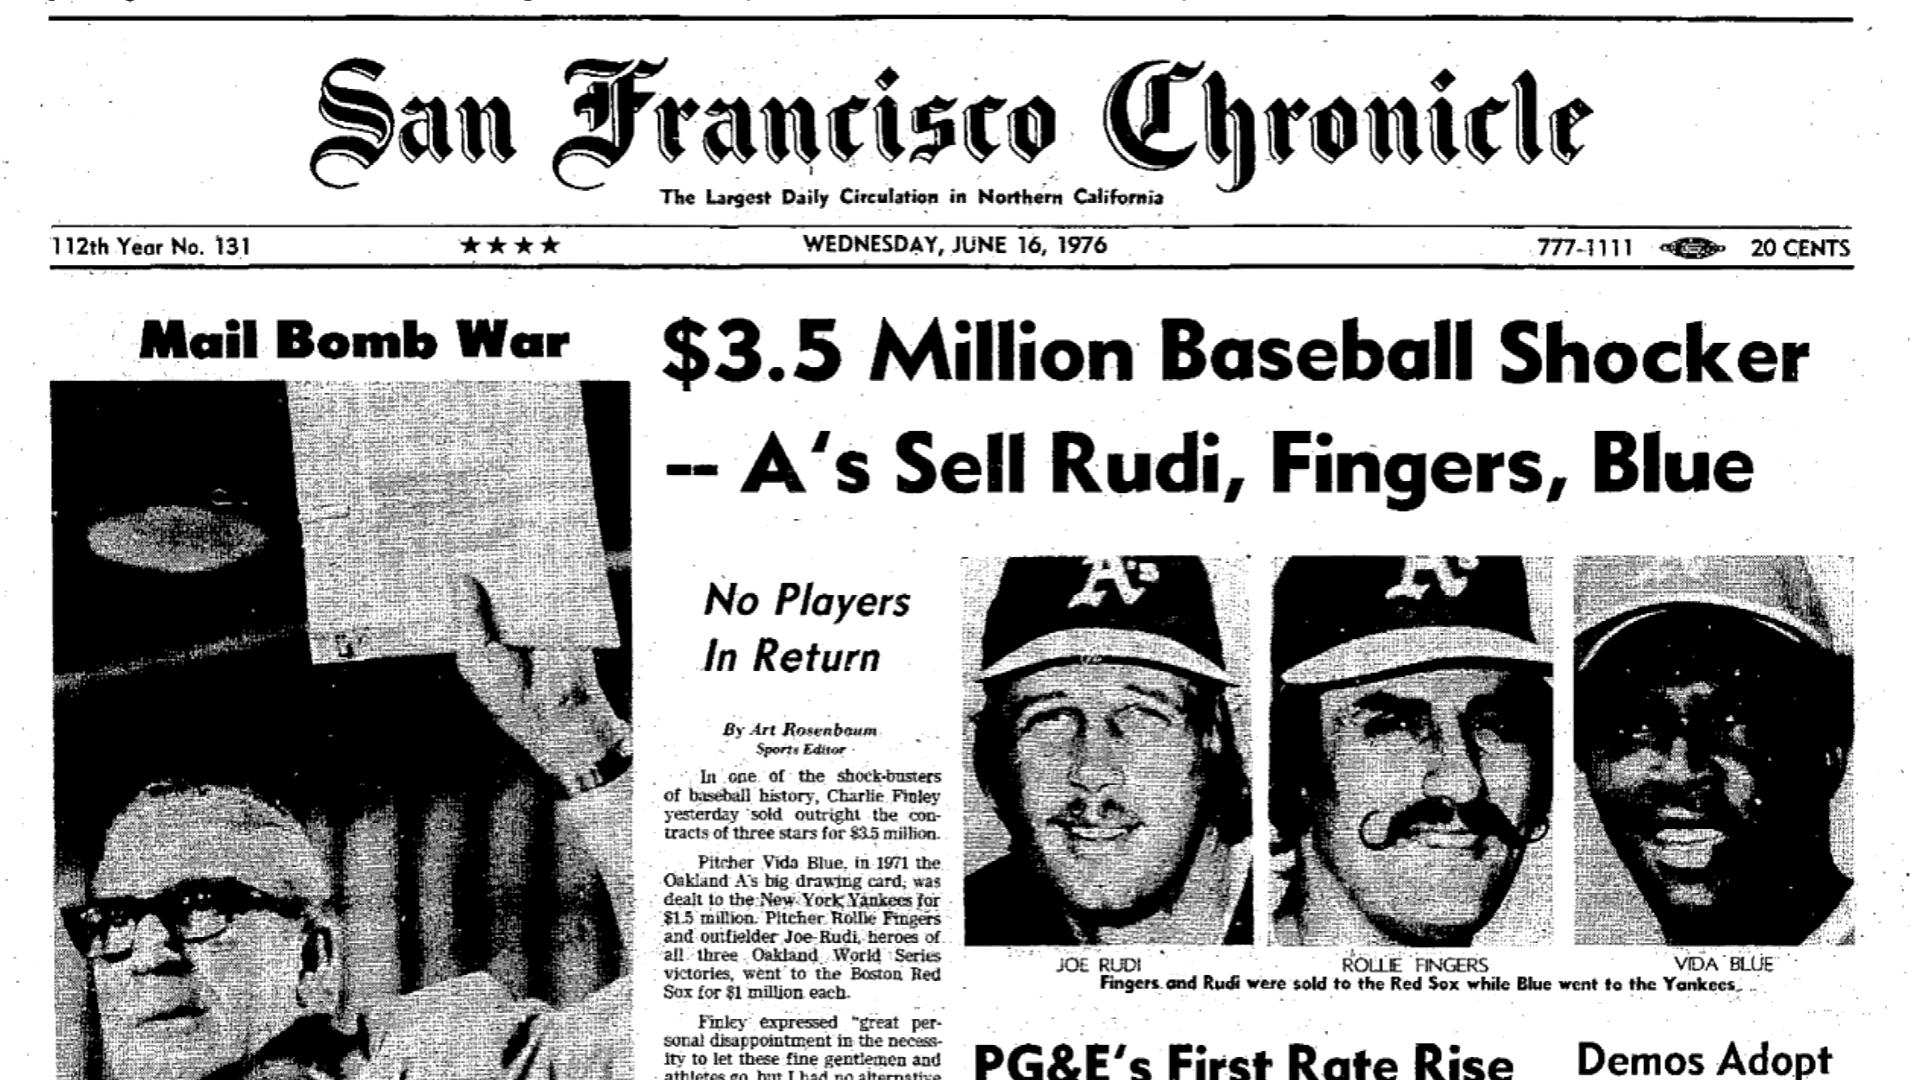 San Francisco Chronicle
The Largest Daily Circulation in Northern California
112th Year No. 131 ★★★★ WEDNESDAY, JUNE 16, 1976 777-1111 20 CENTS
Mail Bomb War
$3.5 Million Baseball Shocker
-- A's Sell Rudi, Fingers, Blue
No Players
In Return
By Art Rosenbaum
Sports Editor
In one of the shock-busters
of baseball history, Charlie Finley
yesterday sold outright the con-
tracts of three stars for $3.5 million.
Pitcher Vida Blue, in 1971 the
Oakland A's big drawing card, was
dealt to the New York Yankees for
$1.5 million. Pitcher Rollie Fingers
and outfielder Joe Rudi, heroes of
all three Oakland World Series
victories, went to the Boston Red
Sox for $1 million each.
Finley expressed "great per-
sonal disappointment in the necess-
ity to let these fine gentlemen and
athletes go, but I had no alternative
A's
A's
JOE RUDI
ROLLIE FINGERS
VIDA BLUE
Fingers and Rudi were sold to the Red Sox while Blue went to the Yankees
PG&E's First Rate Rise
Demos Adopt